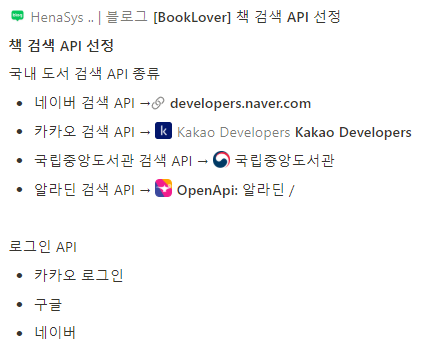 blog HenaSys .. | 블로그 [BookLover] 책 검색 API 선정
책 검색 API 선정
국내 도서 검색 API 종류
• 네이버 검색 API → developers.naver.com
• 카카오 검색 API → k Kakao Developers Kakao Developers
• 국립중앙도서관 검색 API → 국립중앙도서관
• 알라딘 검색 API → OpenApi: 알라딘 /
로그인 API
• 카카오 로그인
• 구글
• 네이버